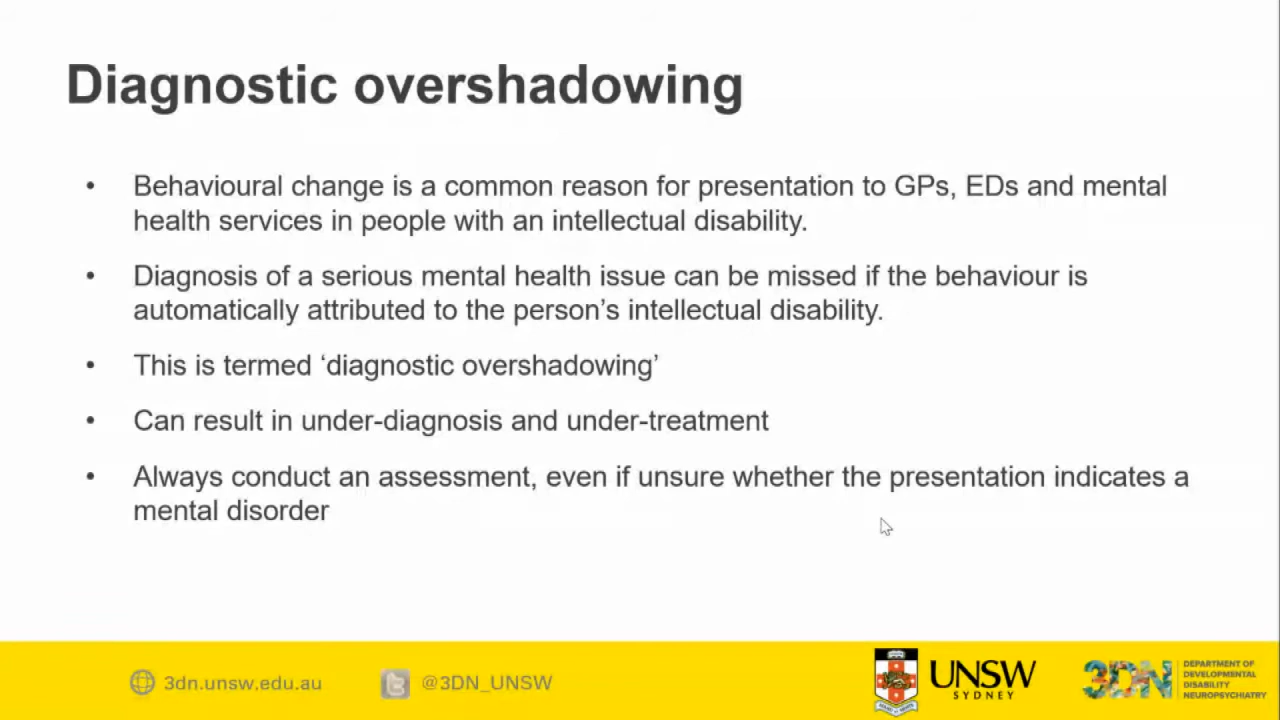 Diagnostic overshadowing
• Behavioural change is a common reason for presentation to GPs, EDs and mental
health services in people with an intellectual disability.
• Diagnosis of a serious mental health issue can be missed if the behaviour is
automatically attributed to the person’s intellectual disability.
• This is termed ‘diagnostic overshadowing’
• Can result in under-diagnosis and under-treatment
• Always conduct an assessment, even if unsure whether the presentation indicates a
mental disorder
3dn.unsw.edu.au
@3DN_UNSW
UNSW
SYDNEY
3DN
DEPARTMENT OF
DEVELOPMENTAL
DISABILITY
NEUROPSYCHIATRY